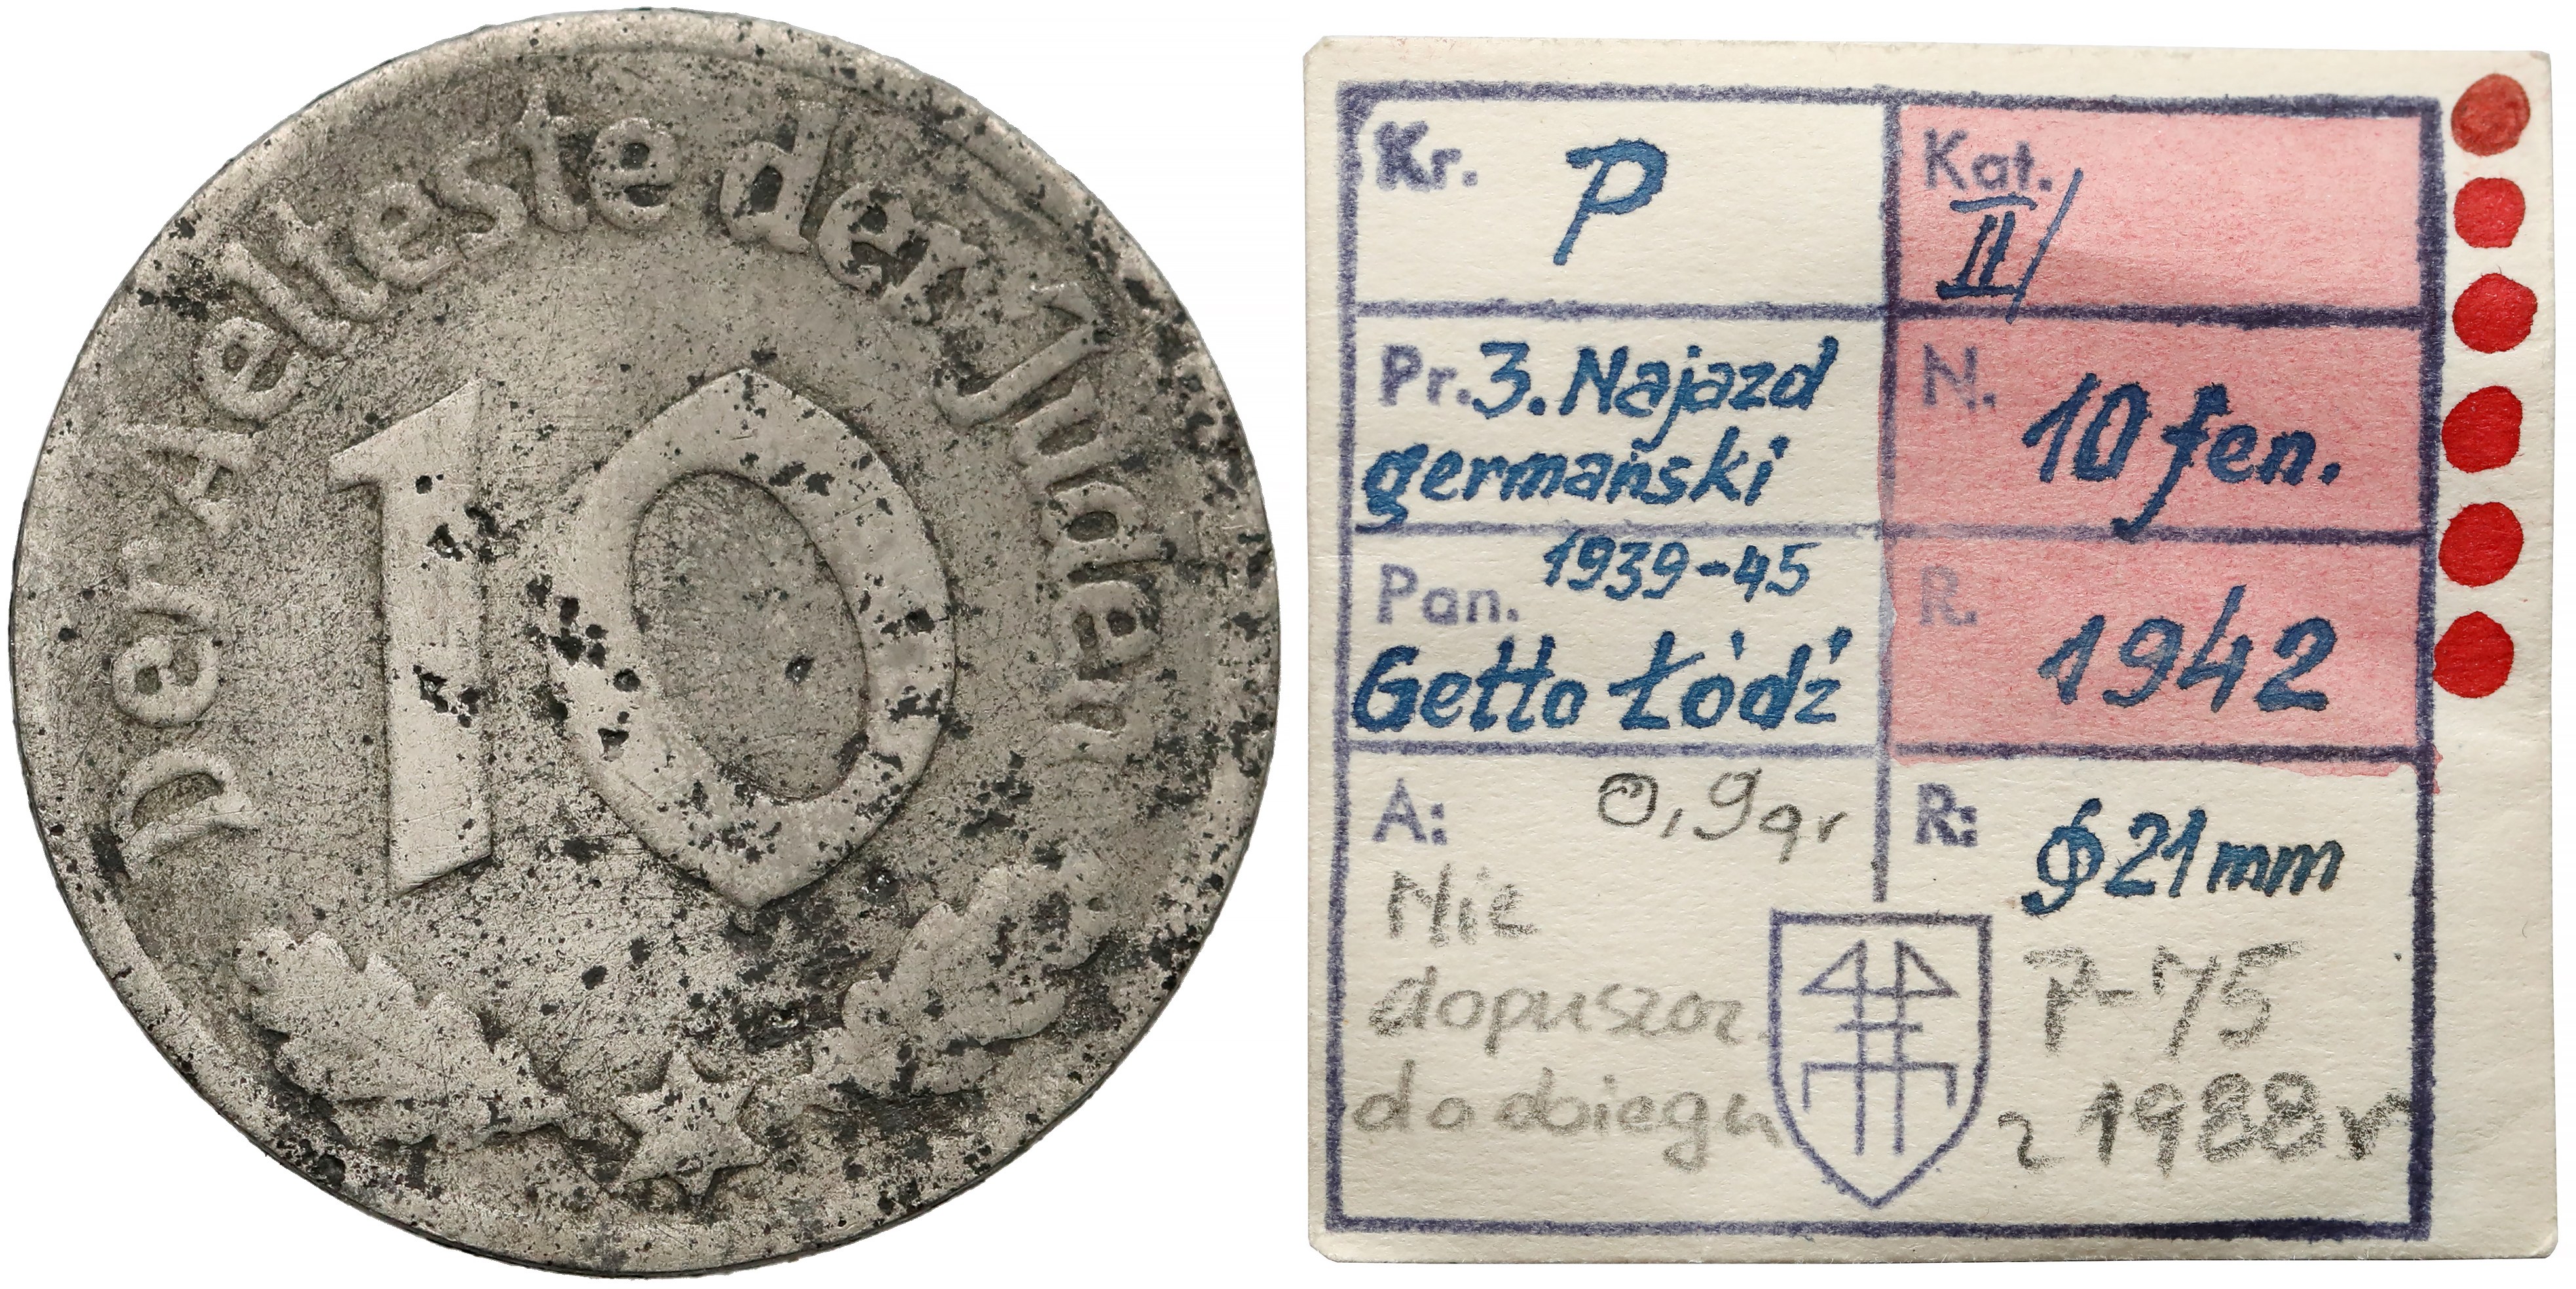 Der Aelteste der Juden
10
Kr. P
Kat. II/
Pr. 3. Najazd
germański
N. 10 fen.
1939-45
Pan.
Getto Łódź
R. 1942
A: 0,9 gr
Nie
dopuszcz.
do obiegu
R: ϕ 21 mm
P-75
z 1988 r